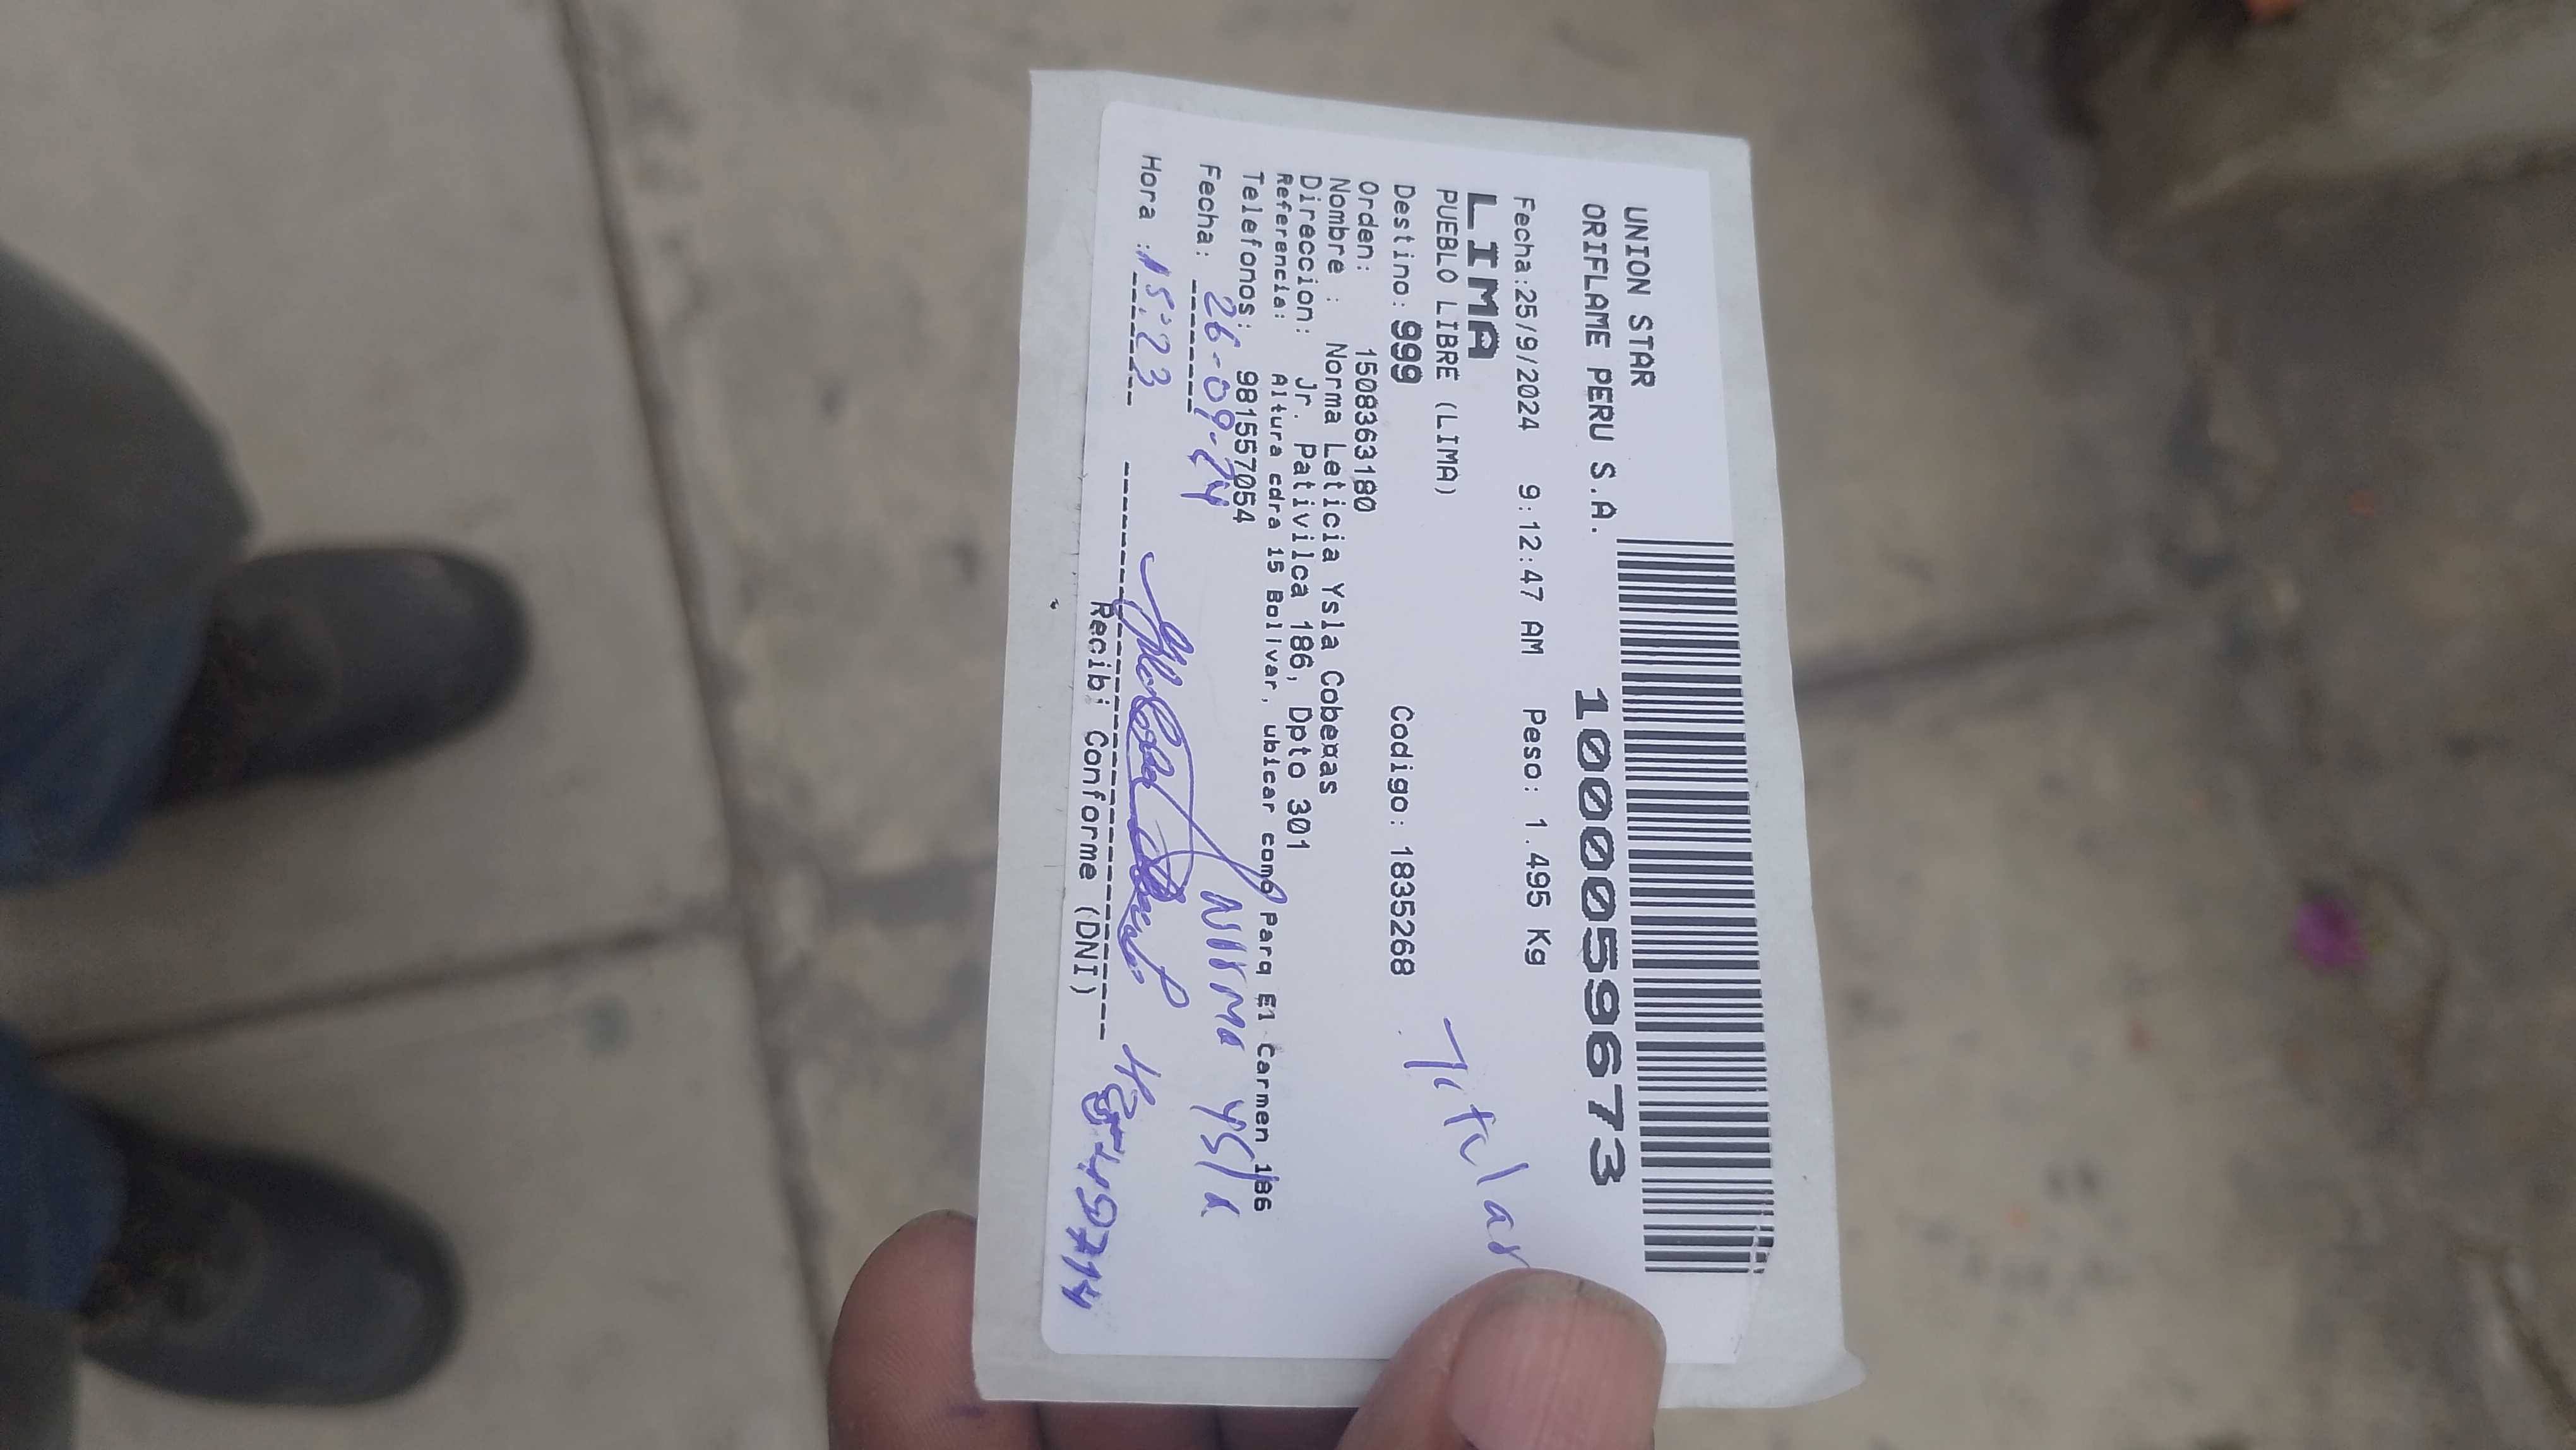 UNION STAR
ORIFLAME PERU S.A.
10000596673
Fecha:25/9/2024 9:12:47 AM Peso: 1.495 Kg
LIMA
PUEBLO LIBRE (LIMA)
Titular
Destino: 999 Codigo: 1835268
Orden: 1508363180
Nombre : Norma Leticia Ysla Cobeñas
Direccion: Jr. Pativilca 186, Dpto 301
Referencia: Altura cdra 15 Bolivar, ubicar como Parq El Carmen 186
Telefonos: 981557054
Fecha: 26-09-24 Norma Ysla
Hora : 15:23
Recibi Conforme (DNI)